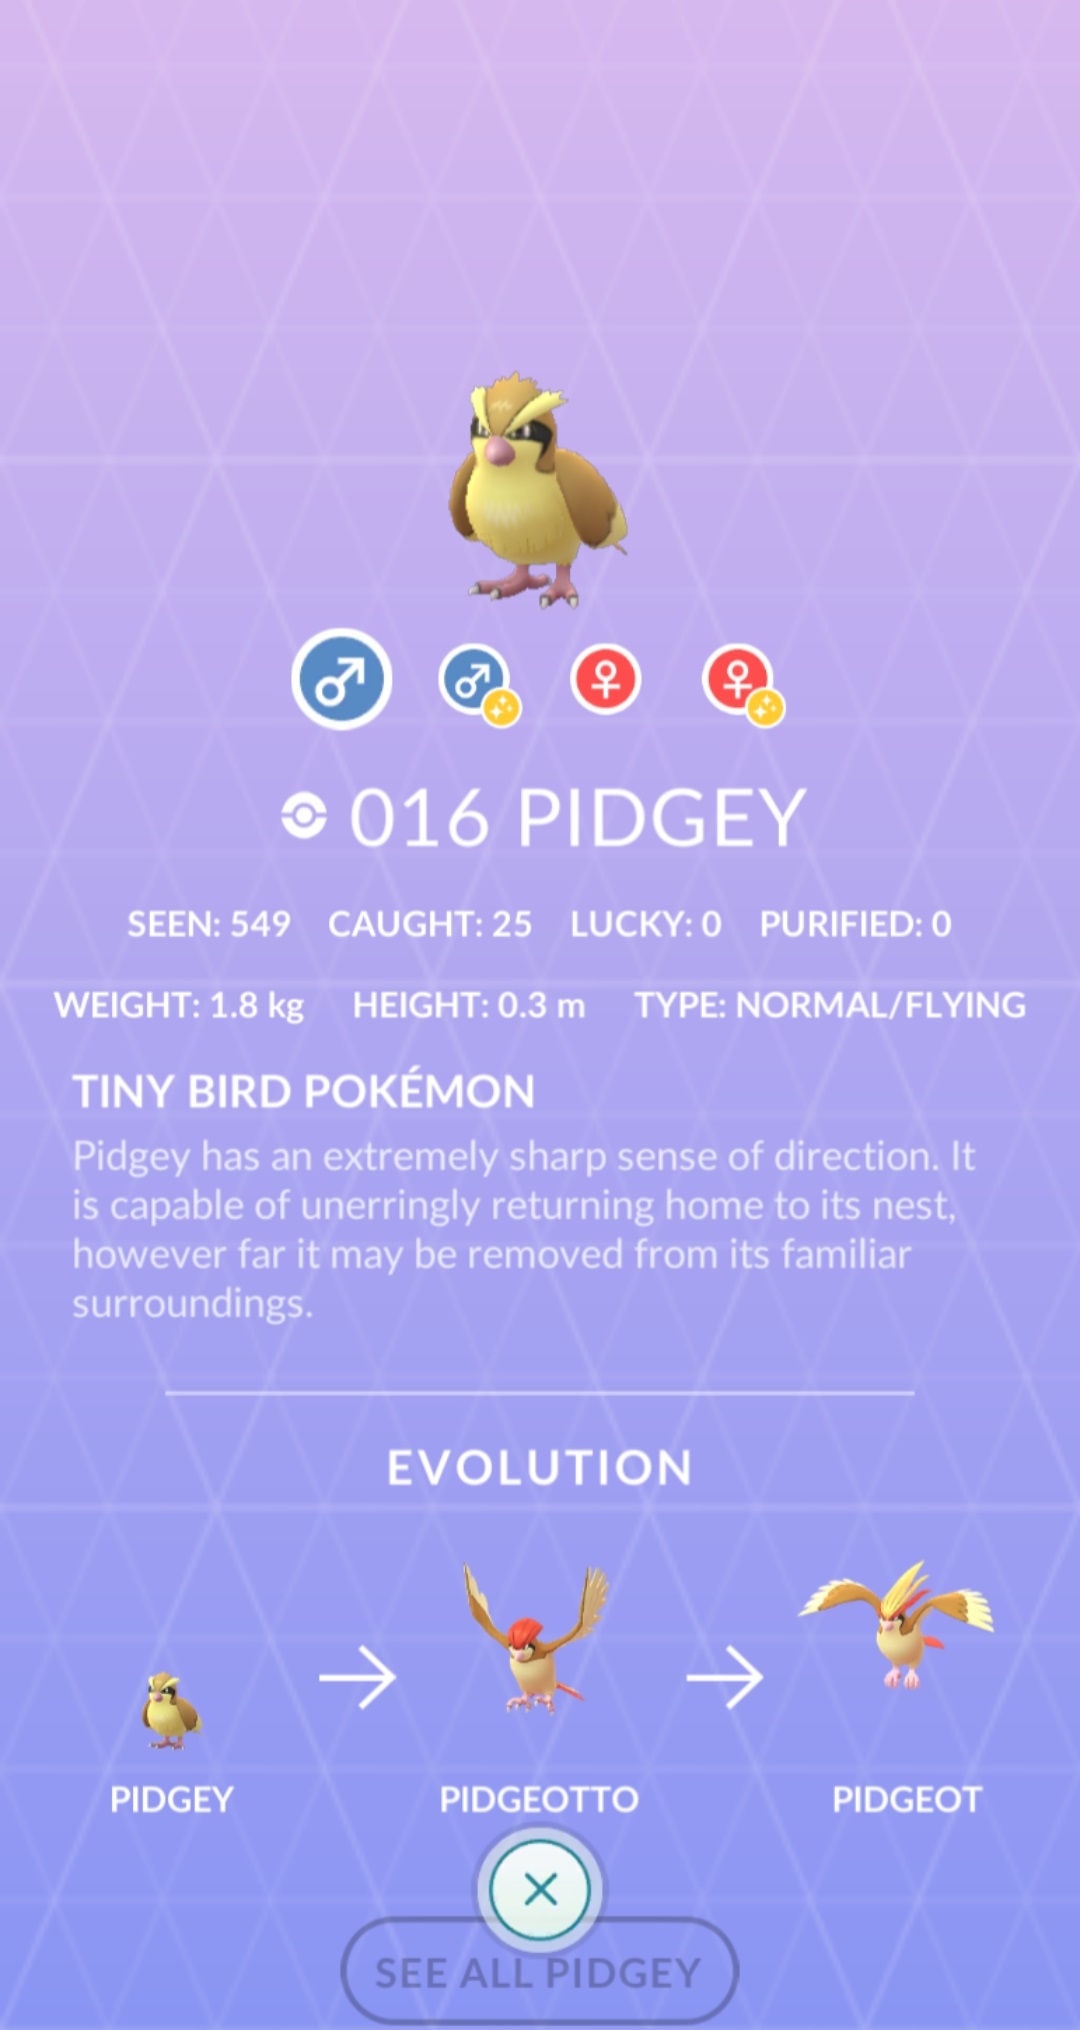 016 PIDGEY
SEEN: 549 CAUGHT: 25 LUCKY: 0 PURIFIED: 0
WEIGHT: 1.8 kg HEIGHT: 0.3 m TYPE: NORMAL/FLYING
TINY BIRD POKÉMON
Pidgey has an extremely sharp sense of direction. It
is capable of unerringly returning home to its nest,
however far it may be removed from its familiar
surroundings.
EVOLUTION
PIDGEY PIDGEOTTO PIDGEOT
SEE ALL PIDGEY